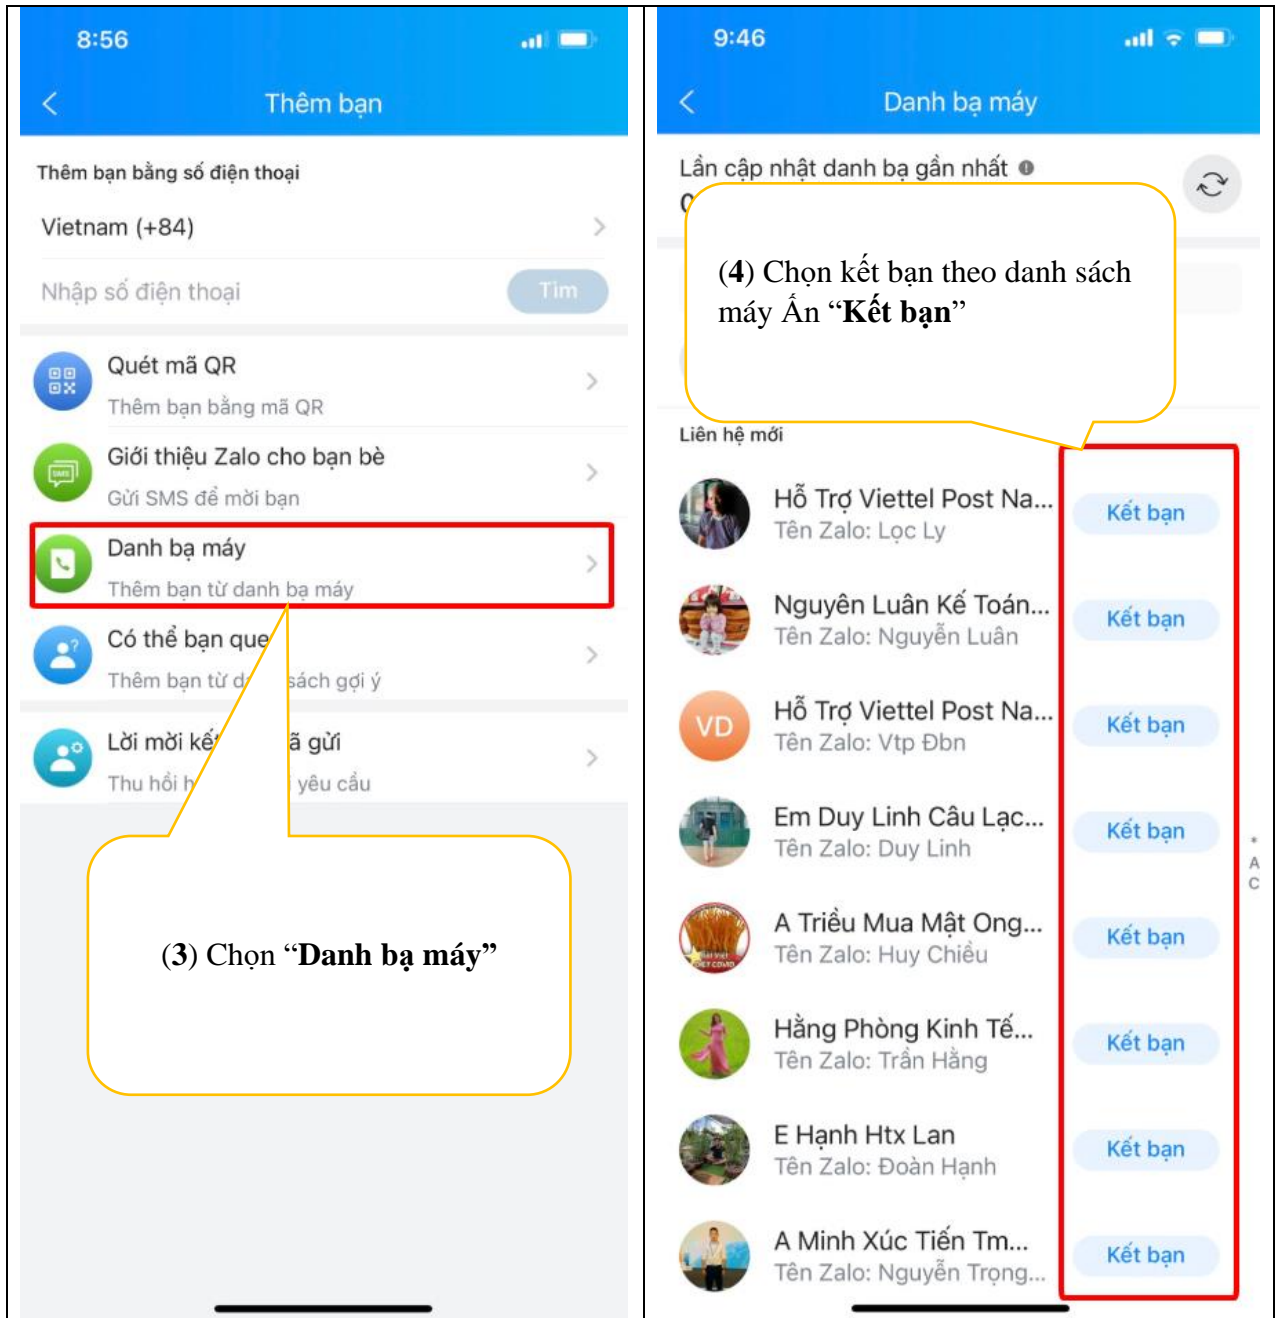 8:56
Thêm bạn
Thêm bạn bằng số điện thoại
Vietnam (+84)
Nhập số điện thoại
Tìm
Quét mã QR
Thêm bạn bằng mã QR
Giới thiệu Zalo cho bạn bè
SMS
Gửi SMS để mời bạn
Danh bạ máy
Thêm bạn từ danh bạ máy
Có thể bạn que
Thêm bạn từ d sách gợi ý
Lời mời kế ã gửi
Thu hồi h i yêu cầu
(3) Chọn “Danh bạ máy”
9:46
Danh bạ máy
Lần cập nhật danh bạ gần nhất
(4) Chọn kết bạn theo danh sách
máy Ấn “Kết bạn”
Liên hệ mới
Hỗ Trợ Viettel Post Na...
Tên Zalo: Lọc Ly
Kết bạn
Nguyên Luân Kế Toán...
Tên Zalo: Nguyễn Luân
Kết bạn
VD
Hỗ Trợ Viettel Post Na...
Tên Zalo: Vtp Đbn
Kết bạn
Em Duy Linh Câu Lạc...
Tên Zalo: Duy Linh
Kết bạn
A Triều Mua Mật Ong...
Tên Zalo: Huy Chiều
Kết bạn
Hằng Phòng Kinh Tế...
Tên Zalo: Trần Hằng
Kết bạn
E Hạnh Htx Lan
Tên Zalo: Đoàn Hạnh
Kết bạn
A Minh Xúc Tiến Tm...
Tên Zalo: Nguyễn Trọng...
Kết bạn
*
A
C